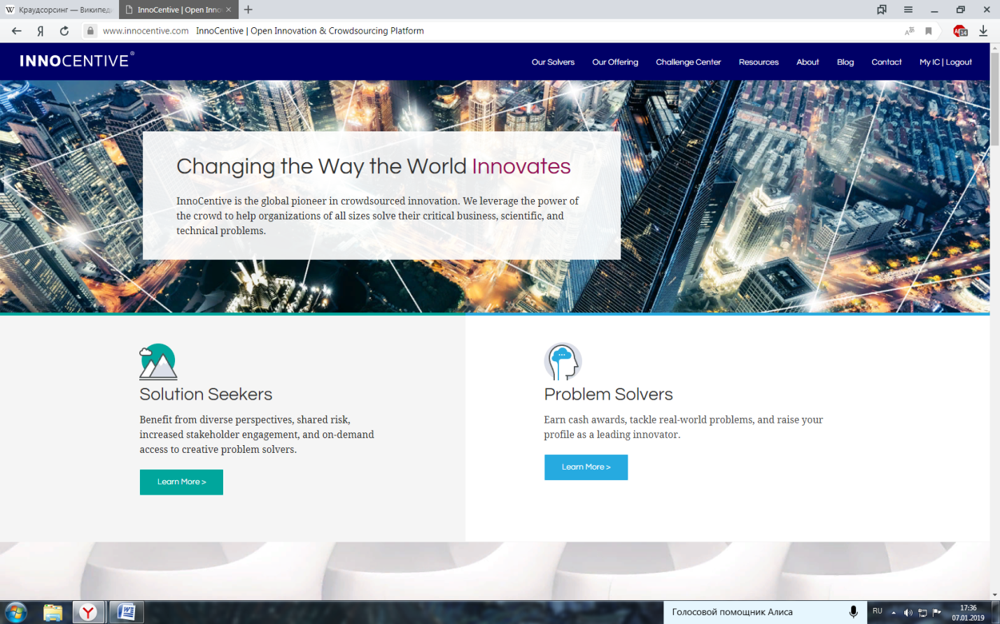 Краудсорсинг — Википеди
InnoCentive | Open Inno
www.innocentive.com InnoCentive | Open Innovation & Crowdsourcing Platform
14
INNOCENTIVE®
Our Solvers Our Offering Challenge Center Resources About Blog Contact My IC | Logout
Changing the Way the World Innovates
InnoCentive is the global pioneer in crowdsourced innovation. We leverage the power of
the crowd to help organizations of all sizes solve their critical business, scientific, and
technical problems.
Solution Seekers
Benefit from diverse perspectives, shared risk,
increased stakeholder engagement, and on-demand
access to creative problem solvers.
Learn More >
Problem Solvers
Earn cash awards, tackle real-world problems, and raise your
profile as a leading innovator.
Learn More >
Голосовой помощник Алиса
RU
17:36
07.01.2019